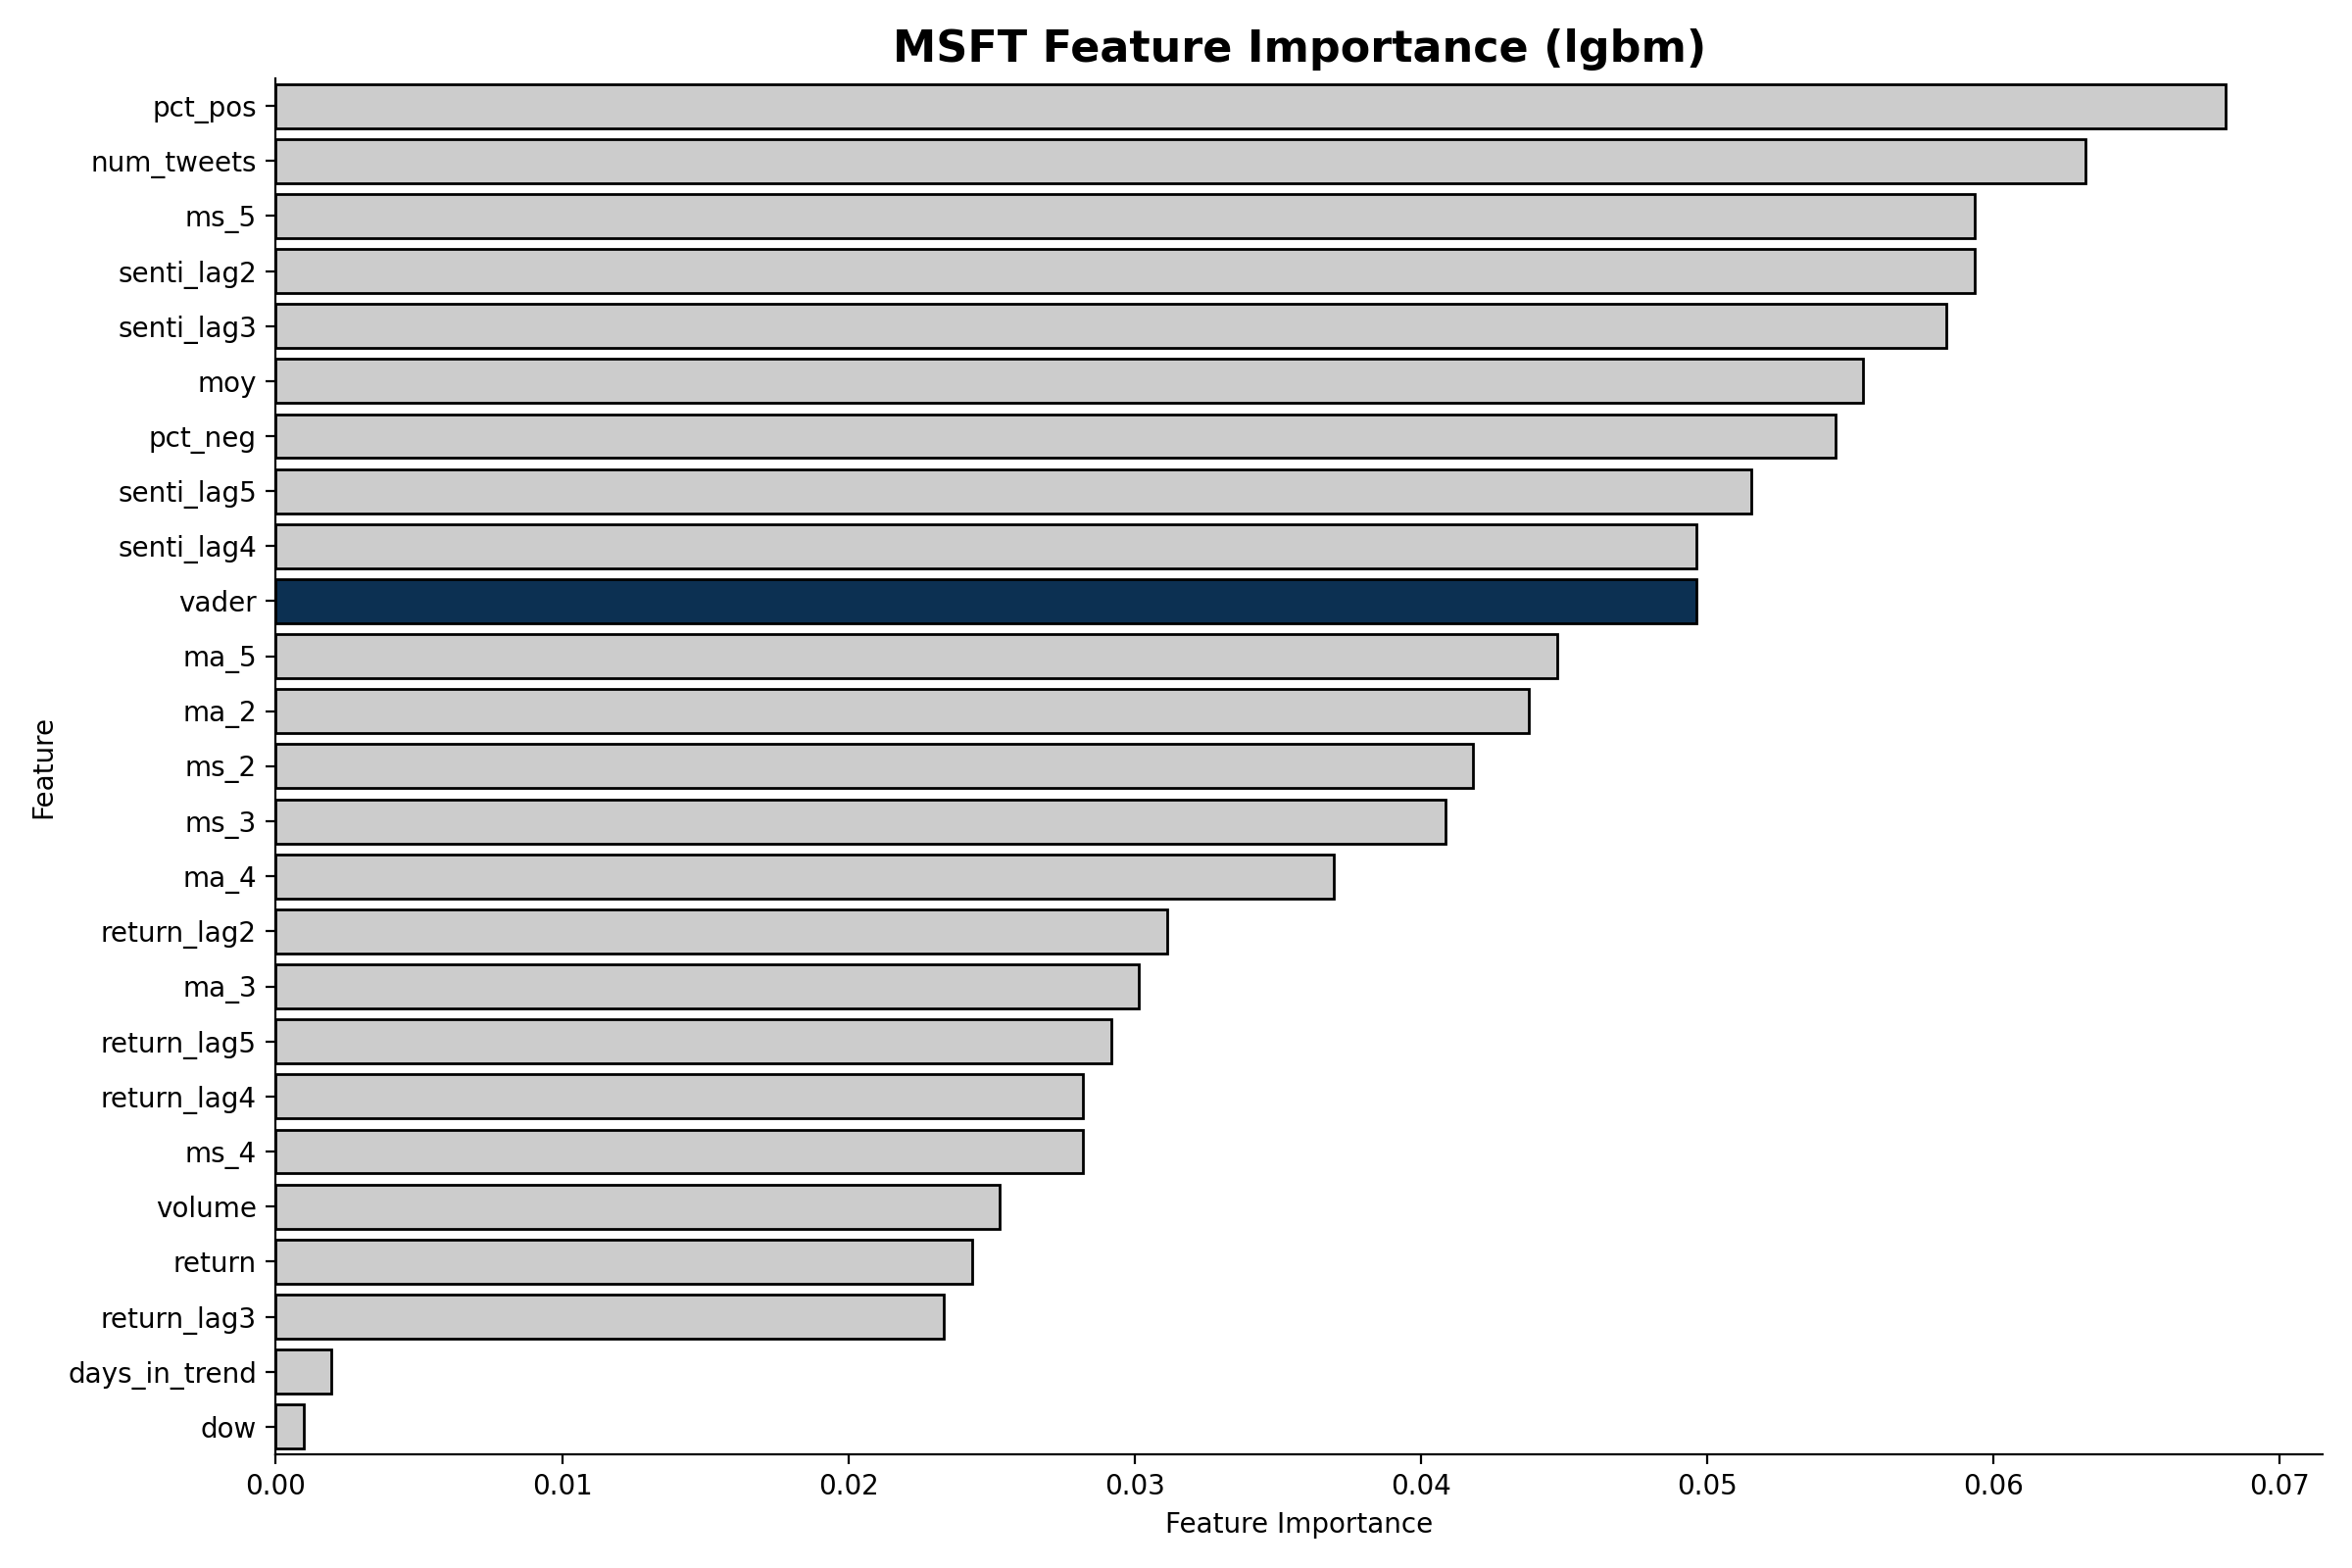 MSFT Feature Importance (lgbm)
pct_pos
num_tweets
ms_5
senti_lag2
senti_lag3
moy
pct_neg
senti_lag5
senti_lag4
vader
ma_5
ma_2
ms_2
ms_3
ma_4
return_lag2
ma_3
return_lag5
return_lag4
ms_4
volume
return
return_lag3
days_in_trend
dow
Feature
0.00 0.01 0.02 0.03 0.04 0.05 0.06 0.07
Feature Importance